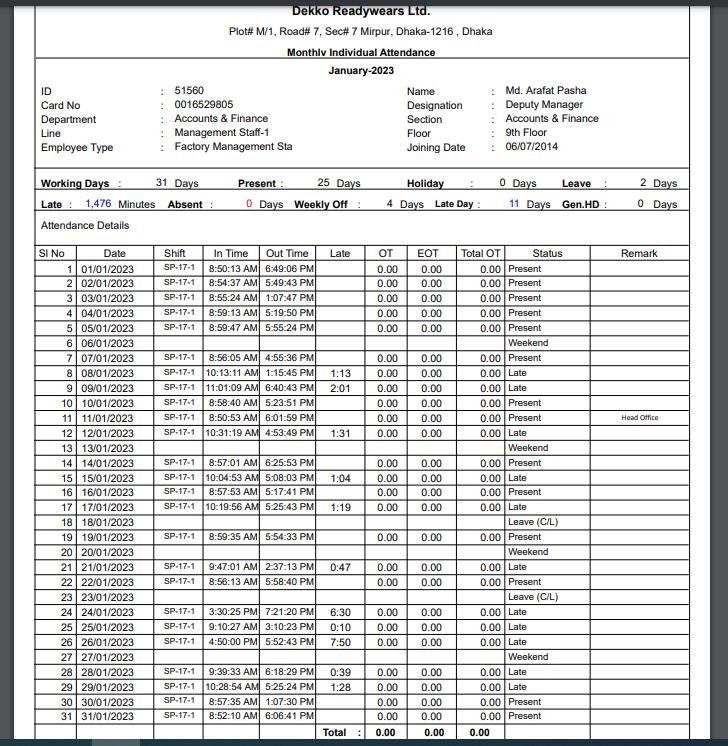 Dekko Readywears Ltd.
Plot# M/1, Road# 7, Sec# 7 Mirpur, Dhaka-1216 , Dhaka
Monthly Individual Attendance
January-2023
ID : 51560 Name : Md. Arafat Pasha
Card No : 0016529805 Designation : Deputy Manager
Department : Accounts & Finance Section : Accounts & Finance
Line : Management Staff-1 Floor : 9th Floor
Employee Type : Factory Management Sta Joining Date : 06/07/2014
Working Days : 31 Days Present : 25 Days Holiday : 0 Days Leave : 2 Days
Late : 1,476 Minutes Absent : 0 Days Weekly Off : 4 Days Late Day : 11 Days Gen.HD : 0 Days
Attendance Details
Sl No Date Shift In Time Out Time Late OT EOT Total OT Status Remark
1 01/01/2023 SP-17-1 8:50:13 AM 6:49:06 PM 0.00 0.00 0.00 Present
2 02/01/2023 SP-17-1 8:54:37 AM 5:49:43 PM 0.00 0.00 0.00 Present
3 03/01/2023 SP-17-1 8:55:24 AM 1:07:47 PM 0.00 0.00 0.00 Present
4 04/01/2023 SP-17-1 8:59:13 AM 5:19:50 PM 0.00 0.00 0.00 Present
5 05/01/2023 SP-17-1 8:59:47 AM 5:55:24 PM 0.00 0.00 0.00 Present
6 06/01/2023 Weekend
7 07/01/2023 SP-17-1 8:56:05 AM 4:55:36 PM 0.00 0.00 0.00 Present
8 08/01/2023 SP-17-1 10:13:11 AM 1:15:45 PM 1:13 0.00 0.00 0.00 Late
9 09/01/2023 SP-17-1 11:01:09 AM 6:40:43 PM 2:01 0.00 0.00 0.00 Late
10 10/01/2023 SP-17-1 8:58:40 AM 5:23:51 PM 0.00 0.00 0.00 Present
11 11/01/2023 SP-17-1 8:50:53 AM 6:01:59 PM 0.00 0.00 0.00 Present Head Office
12 12/01/2023 SP-17-1 10:31:19 AM 4:53:49 PM 1:31 0.00 0.00 0.00 Late
13 13/01/2023 Weekend
14 14/01/2023 SP-17-1 8:57:01 AM 6:25:53 PM 0.00 0.00 0.00 Present
15 15/01/2023 SP-17-1 10:04:53 AM 5:08:03 PM 1:04 0.00 0.00 0.00 Late
16 16/01/2023 SP-17-1 8:57:53 AM 5:17:41 PM 0.00 0.00 0.00 Present
17 17/01/2023 SP-17-1 10:19:56 AM 5:25:43 PM 1:19 0.00 0.00 0.00 Late
18 18/01/2023 Leave (C/L)
19 19/01/2023 SP-17-1 8:59:35 AM 5:54:33 PM 0.00 0.00 0.00 Present
20 20/01/2023 Weekend
21 21/01/2023 SP-17-1 9:47:01 AM 2:37:13 PM 0:47 0.00 0.00 0.00 Late
22 22/01/2023 SP-17-1 8:56:13 AM 5:58:40 PM 0.00 0.00 0.00 Present
23 23/01/2023 Leave (C/L)
24 24/01/2023 SP-17-1 3:30:25 PM 7:21:20 PM 6:30 0.00 0.00 0.00 Late
25 25/01/2023 SP-17-1 9:10:27 AM 3:10:23 PM 0:10 0.00 0.00 0.00 Late
26 26/01/2023 SP-17-1 4:50:00 PM 5:52:43 PM 7:50 0.00 0.00 0.00 Late
27 27/01/2023 Weekend
28 28/01/2023 SP-17-1 9:39:33 AM 6:18:29 PM 0:39 0.00 0.00 0.00 Late
29 29/01/2023 SP-17-1 10:28:54 AM 5:25:24 PM 1:28 0.00 0.00 0.00 Late
30 30/01/2023 SP-17-1 8:57:35 AM 1:07:30 PM 0.00 0.00 0.00 Present
31 31/01/2023 SP-17-1 8:52:10 AM 6:06:41 PM 0.00 0.00 0.00 Present
Total : 0.00 0.00 0.00